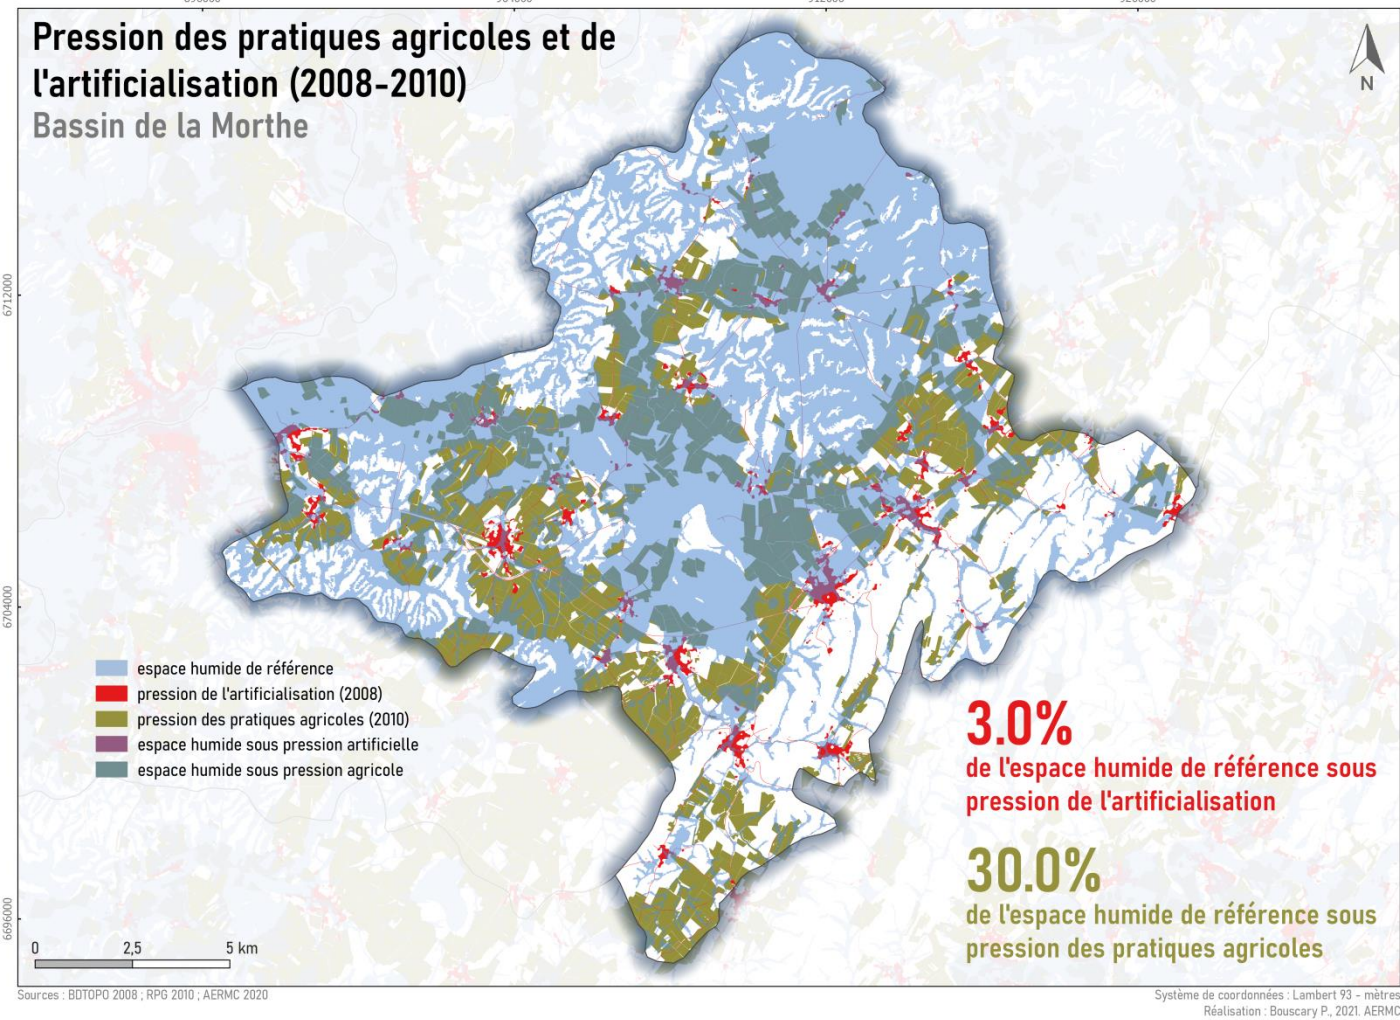 Pression des pratiques agricoles et de
l'artificialisation (2008-2010)
Bassin de la Morthe
N
6712000
6704000
6696000
espace humide de référence
pression de l'artificialisation (2008)
pression des pratiques agricoles (2010)
espace humide sous pression artificielle
espace humide sous pression agricole
3.0%
de l'espace humide de référence sous
pression de l'artificialisation
30.0%
de l'espace humide de référence sous
pression des pratiques agricoles
0 2,5 5 km
Sources : BDTOPO 2008 ; RPG 2010 ; AERMC 2020
Système de coordonnées : Lambert 93 - mètres
Réalisation : Bouscary P., 2021. AERMC